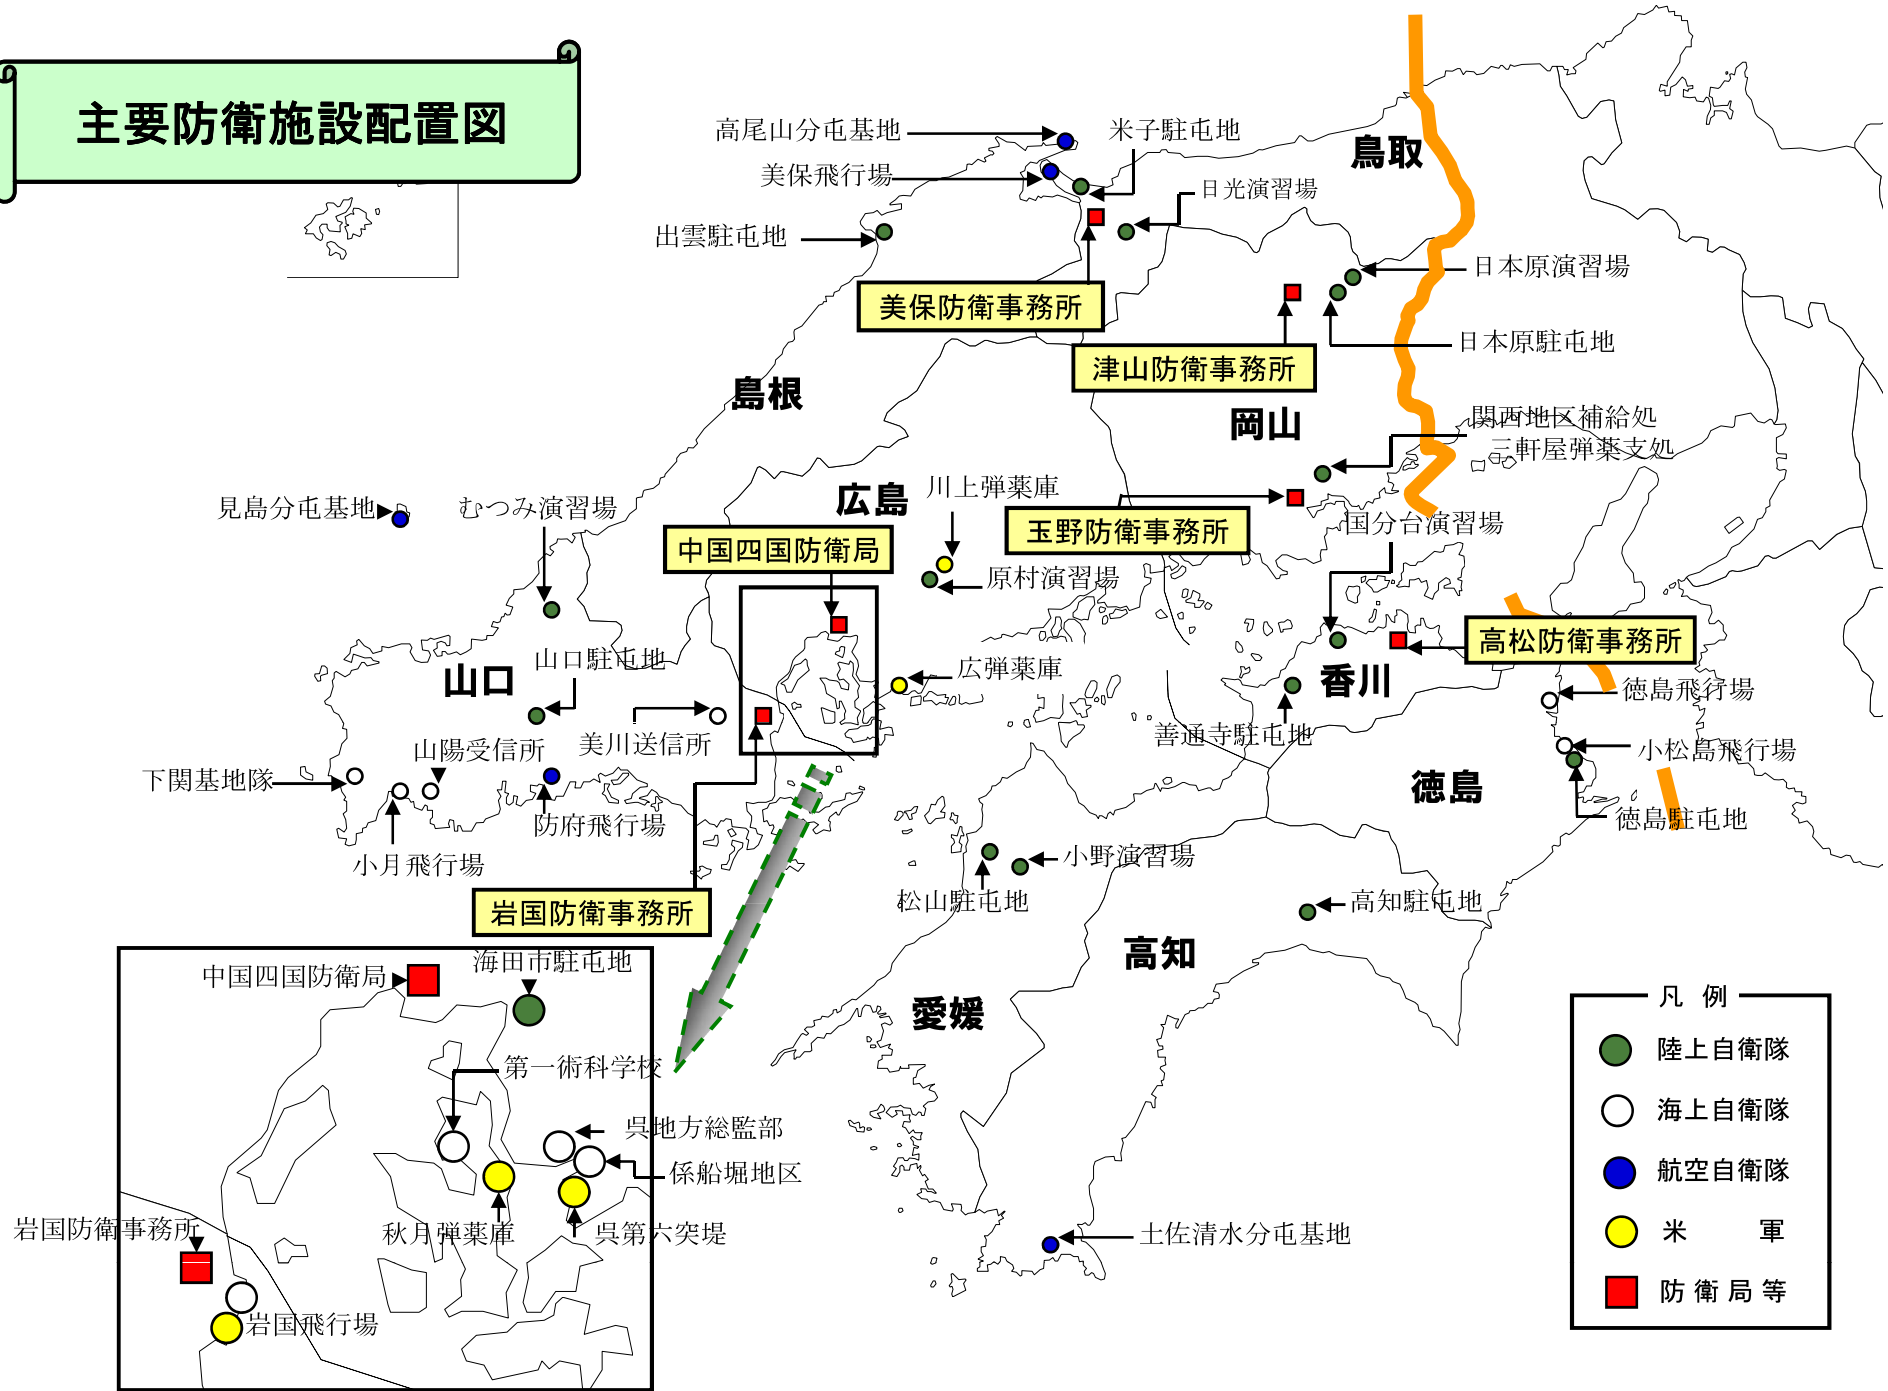 主要防衛施設配置図
高尾山分屯基地
米子駐屯地
鳥取
美保飛行場
日光演習場
出雲駐屯地
日本原演習場
美保防衛事務所
日本原駐屯地
津山防衛事務所
島根
岡山
関西地区補給処
三軒屋弾薬支処
広島
川上弾薬庫
見島分屯基地
むつみ演習場
玉野防衛事務所
国分台演習場
中国四国防衛局
原村演習場
高松防衛事務所
山口
山口駐屯地
広弾薬庫
香川
徳島飛行場
善通寺駐屯地
美川送信所
山陽受信所
小松島飛行場
下関基地隊
徳島
防府飛行場
徳島駐屯地
小月飛行場
小野演習場
松山駐屯地
高知駐屯地
岩国防衛事務所
高知
愛媛
海田市駐屯地
中国四国防衛局
第一術科学校
呉地方総監部
係船堀地区
秋月弾薬庫
呉第六突堤
岩国防衛事務所
岩国飛行場
土佐清水分屯基地
凡 例
陸上自衛隊
海上自衛隊
航空自衛隊
米 軍
防衛局等